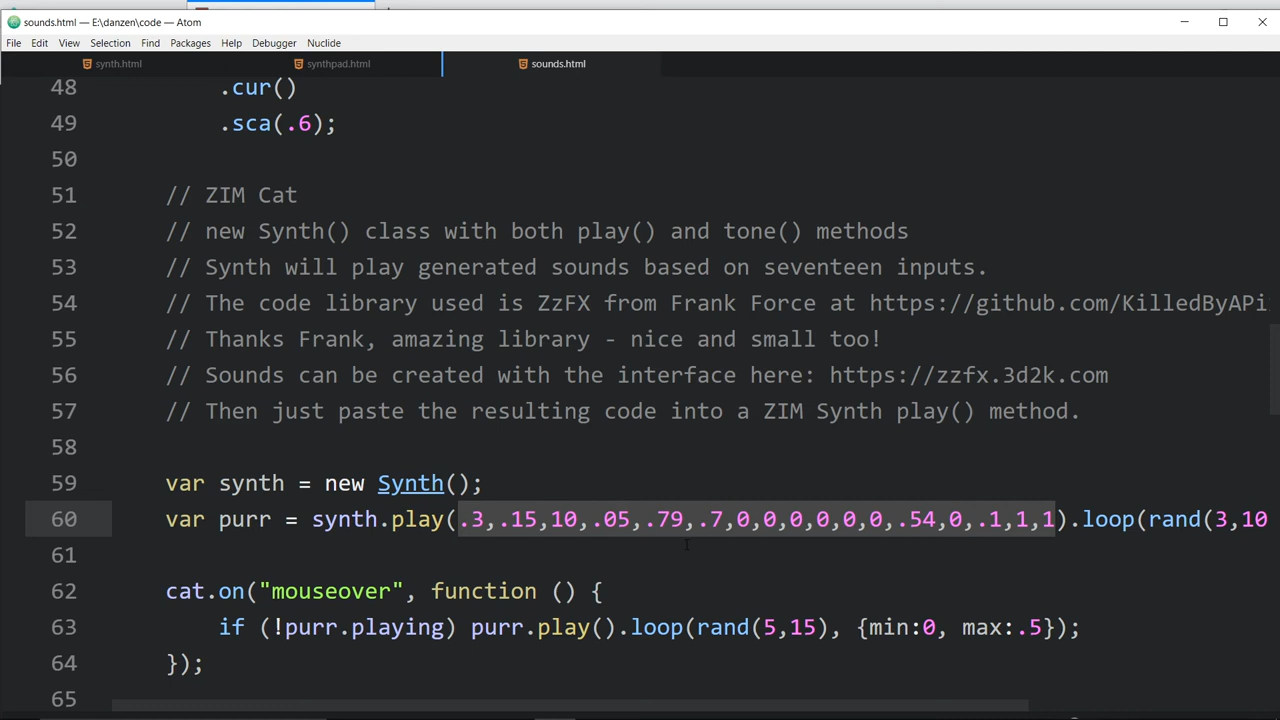 sounds.html — E:\danzen\code — Atom
File Edit View Selection Find Packages Help Debugger Nuclide
synth.html synthpad.html sounds.html
48 .cur()
49 .sca(.6);
50
51 // ZIM Cat
52 // new Synth() class with both play() and tone() methods
53 // Synth will play generated sounds based on seventeen inputs.
54 // The code library used is ZzFX from Frank Force at https://github.com/KilledByAPi
55 // Thanks Frank, amazing library - nice and small too!
56 // Sounds can be created with the interface here: https://zzfx.3d2k.com
57 // Then just paste the resulting code into a ZIM Synth play() method.
58
59 var synth = new Synth();
60 var purr = synth.play(.3,.15,10,.05,.79,.7,0,0,0,0,0,0,.54,0,.1,1,1).loop(rand(3,10
61
62 cat.on("mouseover", function () {
63 if (!purr.playing) purr.play().loop(rand(5,15), {min:0, max:.5});
64 });
65